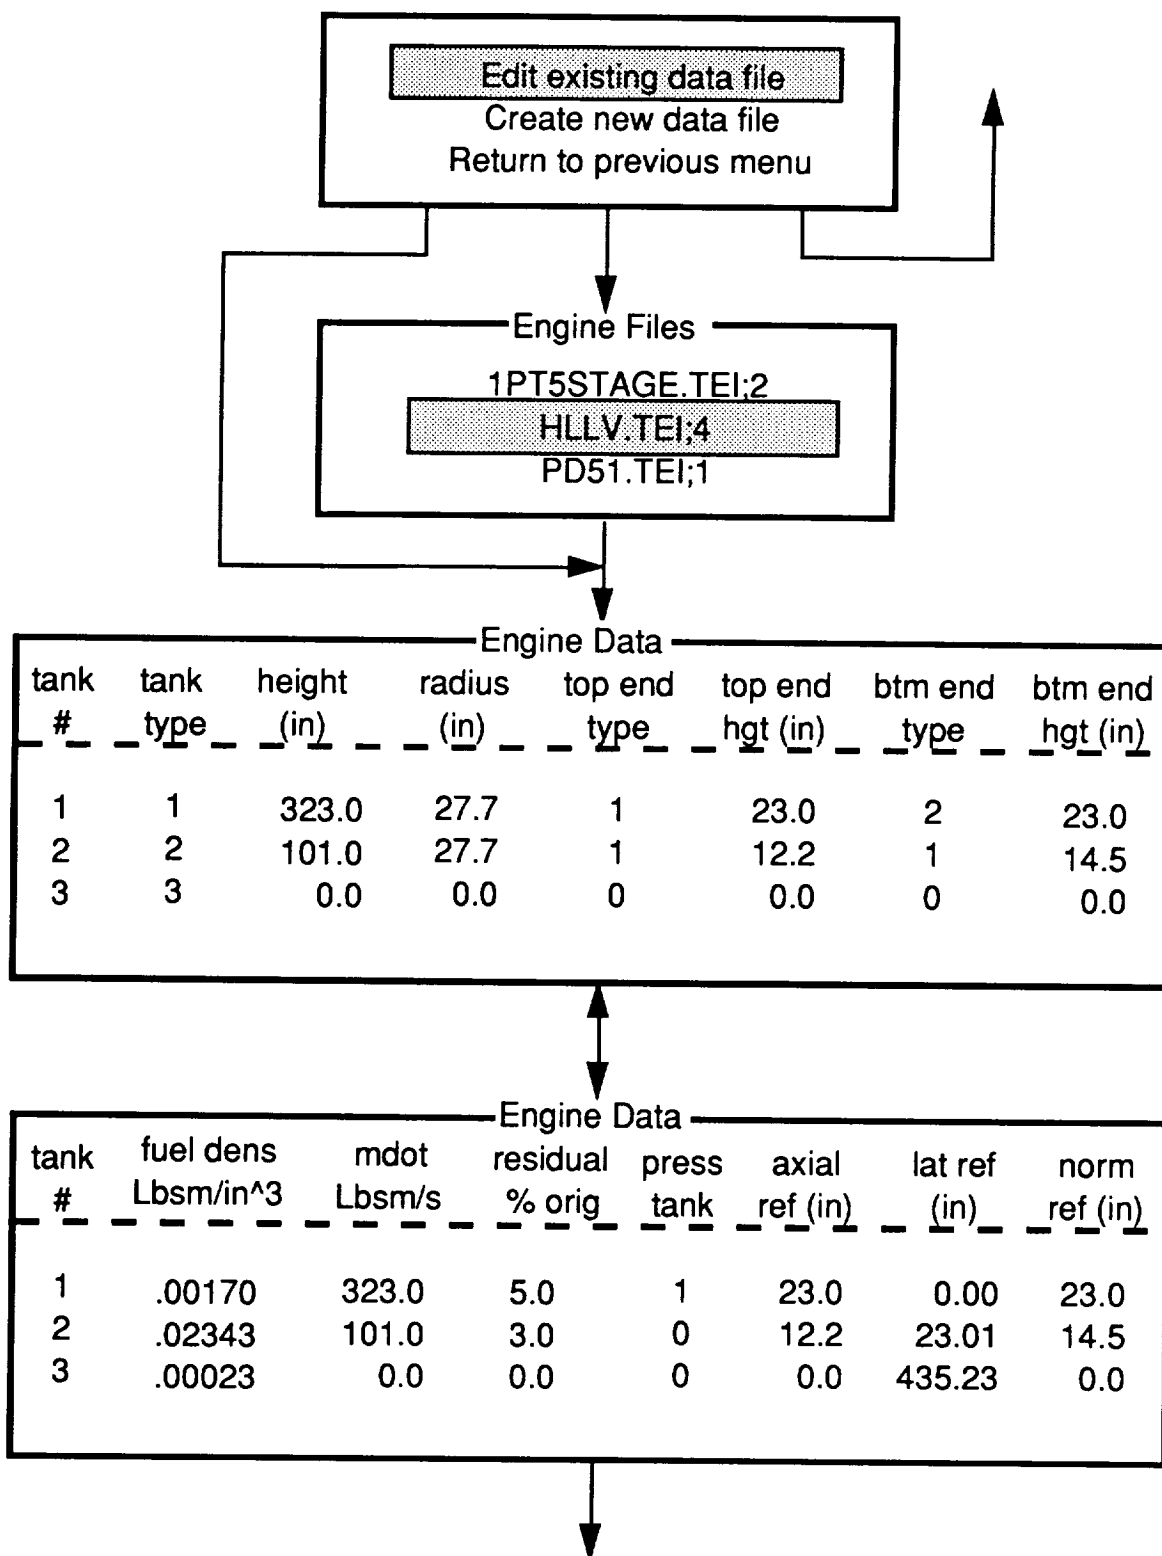 Edit existing data file
Create new data file
Return to previous menu
Engine Files
1PT5STAGE.TEI;2
HLLV.TEI;4
PD51.TEI;1
Engine Data
tank tank height radius top end top end btm end btm end
# type (in) (in) type hgt (in) type hgt (in)
1 1 323.0 27.7 1 23.0 2 23.0
2 2 101.0 27.7 1 12.2 1 14.5
3 3 0.0 0.0 0 0.0 0 0.0
Engine Data
tank fuel dens mdot residual press axial lat ref norm
# Lbsm/in^3 Lbsm/s % orig tank ref (in) (in) ref (in)
1 .00170 323.0 5.0 1 23.0 0.00 23.0
2 .02343 101.0 3.0 0 12.2 23.01 14.5
3 .00023 0.0 0.0 0 0.0 435.23 0.0